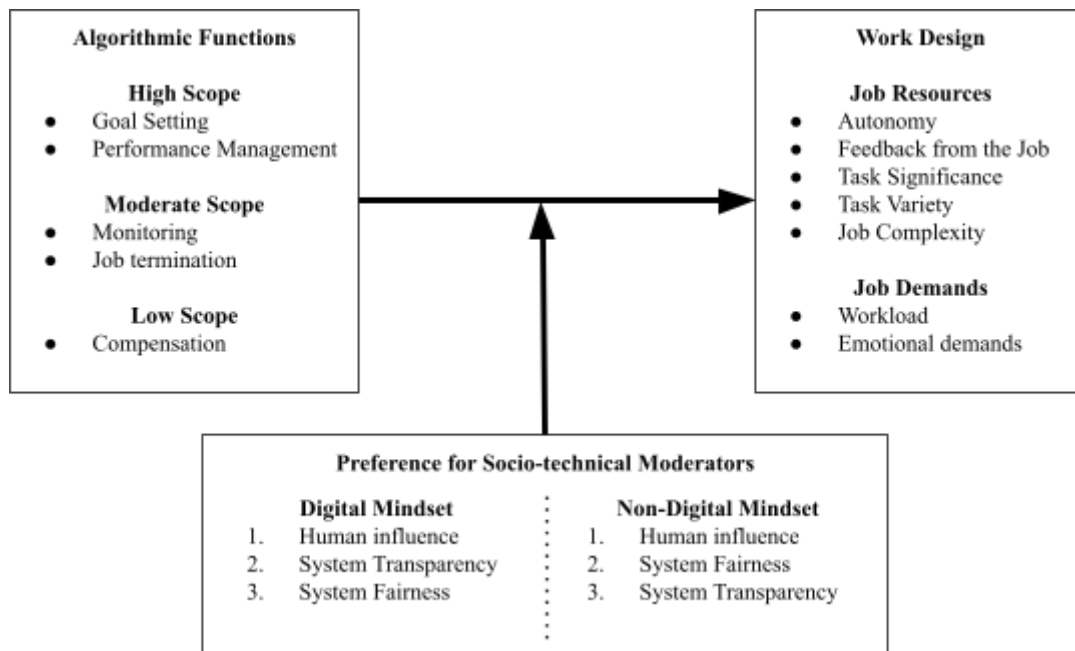 Algorithmic Functions
High Scope
● Goal Setting
● Performance Management
Moderate Scope
● Monitoring
● Job termination
Low Scope
● Compensation
Work Design
Job Resources
● Autonomy
● Feedback from the Job
● Task Significance
● Task Variety
● Job Complexity
Job Demands
● Workload
● Emotional demands
Preference for Socio-technical Moderators
Digital Mindset
1. Human influence
2. System Transparency
3. System Fairness
Non-Digital Mindset
1. Human influence
2. System Fairness
3. System Transparency